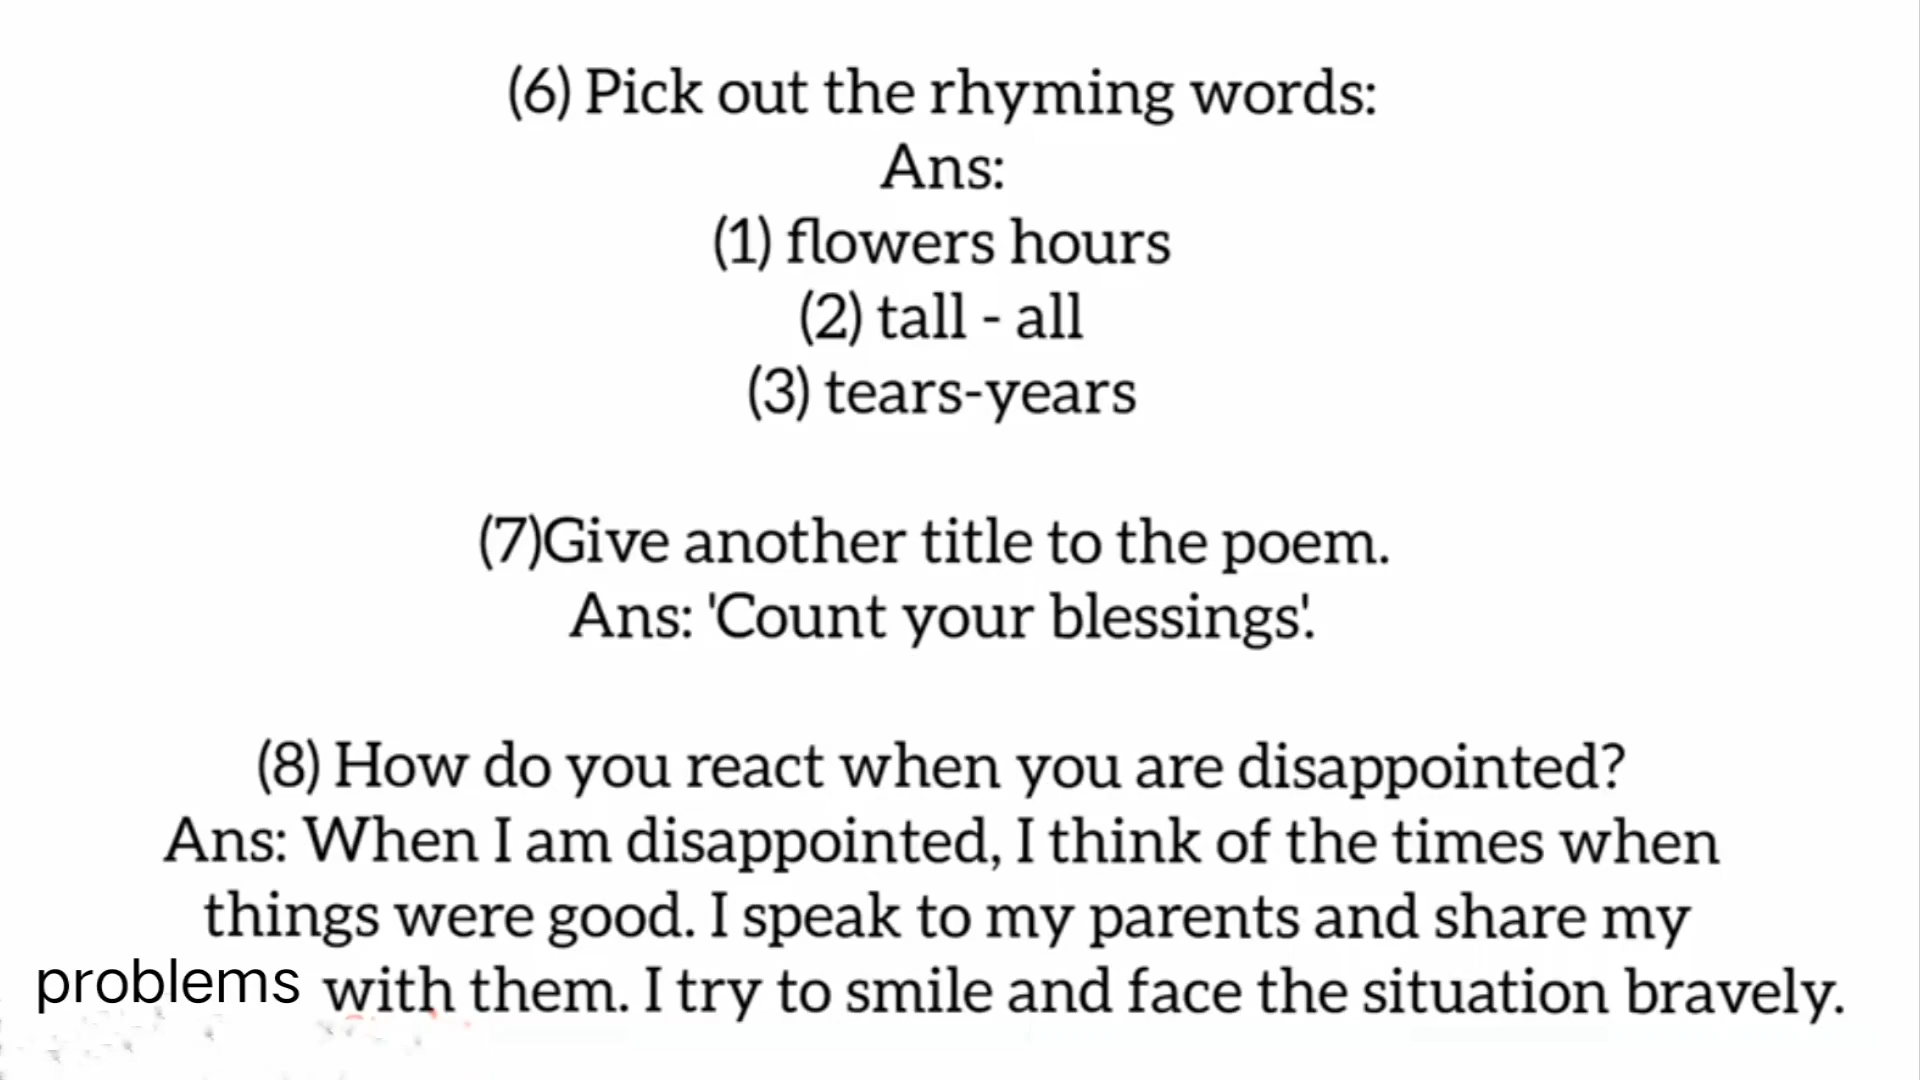 (6) Pick out the rhyming words:
Ans:
(1) flowers hours
(2) tall - all
(3) tears-years
(7)Give another title to the poem.
Ans: 'Count your blessings'.
(8) How do you react when you are disappointed?
Ans: When I am disappointed, I think of the times when
things were good. I speak to my parents and share my
problems with them. I try to smile and face the situation bravely.